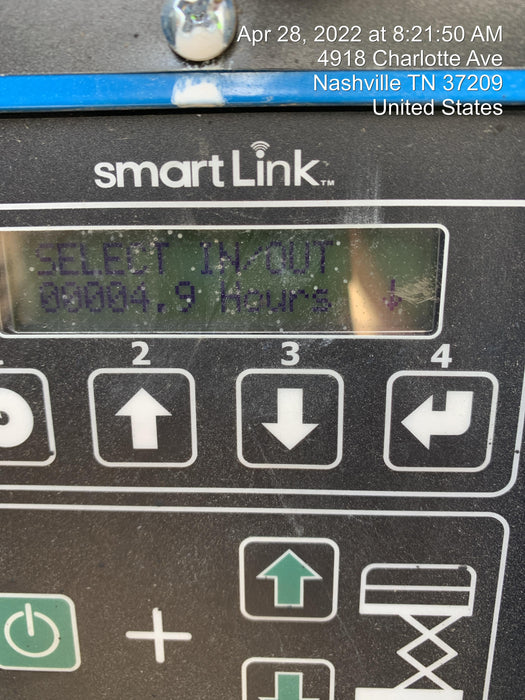 Apr 28, 2022 at 8:21:50 AM
4918 Charlotte Ave
Nashville TN 37209
United States
smartLink™
SELECT IN/OUT
00004.9 Hours ↓
2 3 4